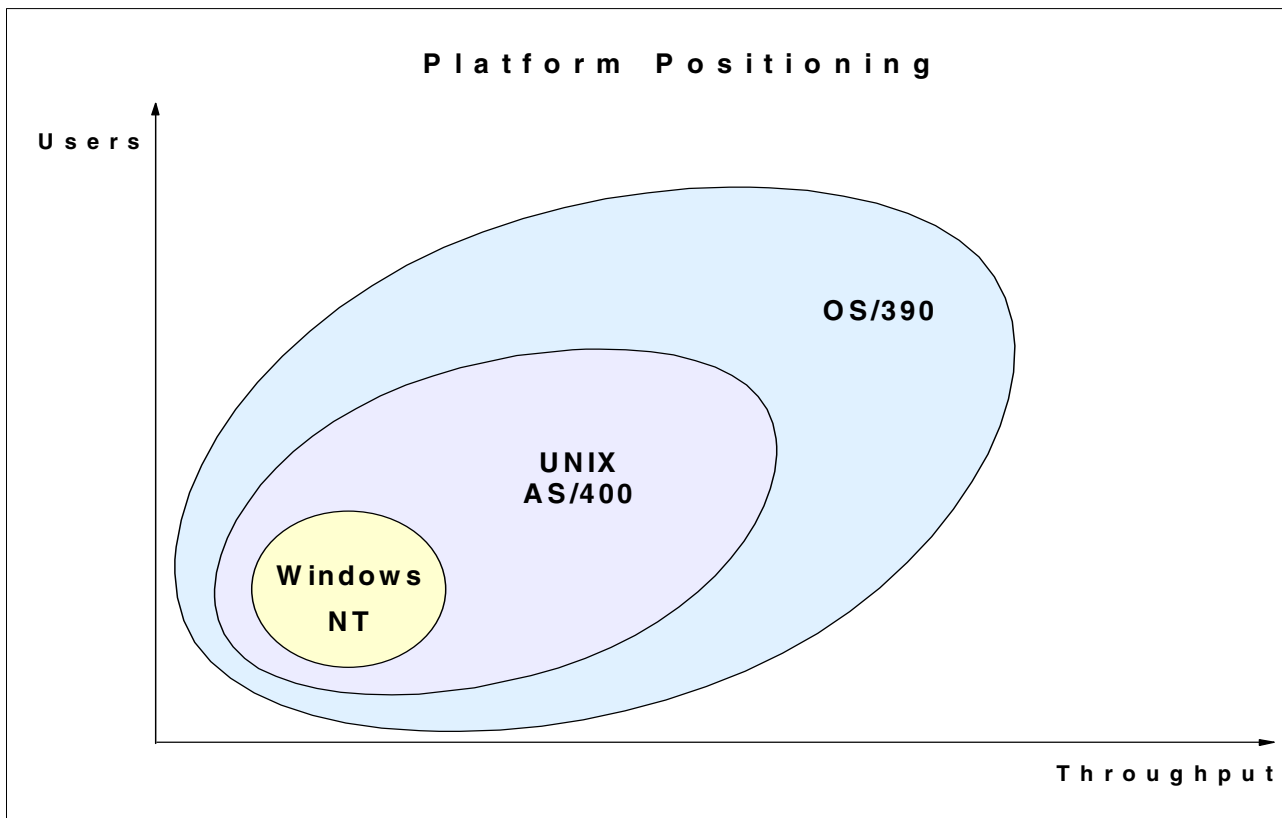 Platform Positioning
Users
OS/390
UNIX
AS/400
Windows
NT
Throughput